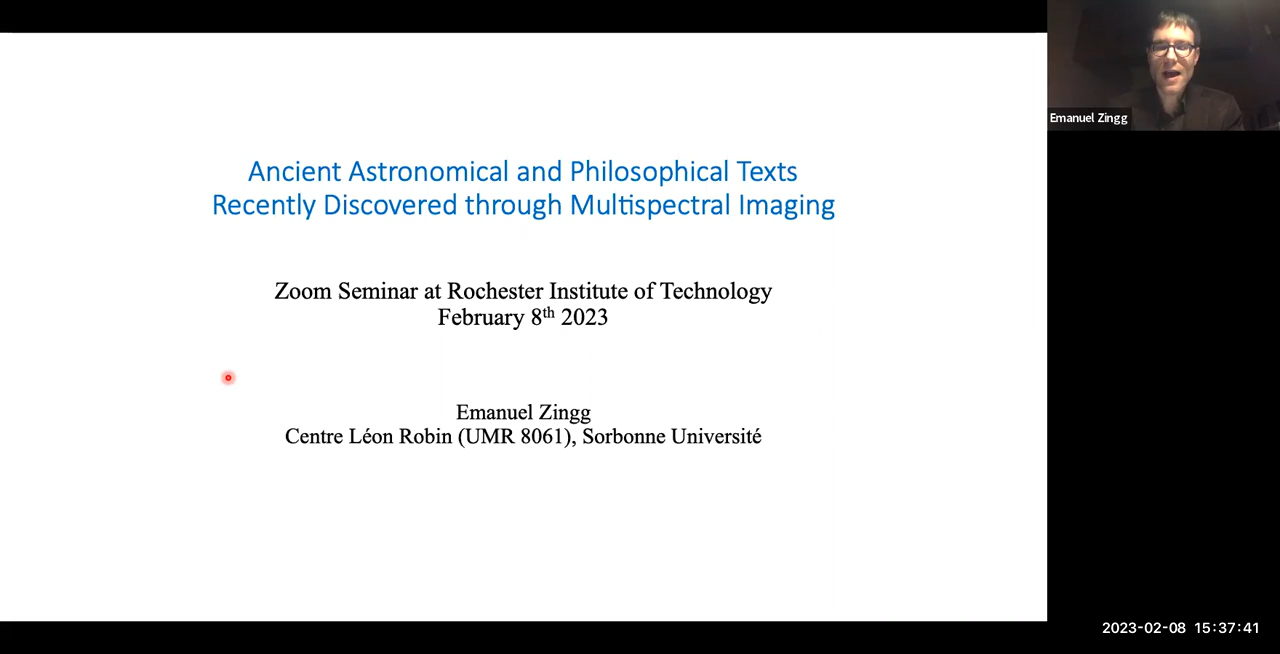 Ancient Astronomical and Philosophical Texts
Recently Discovered through Multispectral Imaging
Zoom Seminar at Rochester Institute of Technology
February 8th 2023
Emanuel Zingg
Centre Léon Robin (UMR 8061), Sorbonne Université
Emanuel Zingg
2023-02-08 15:37:41